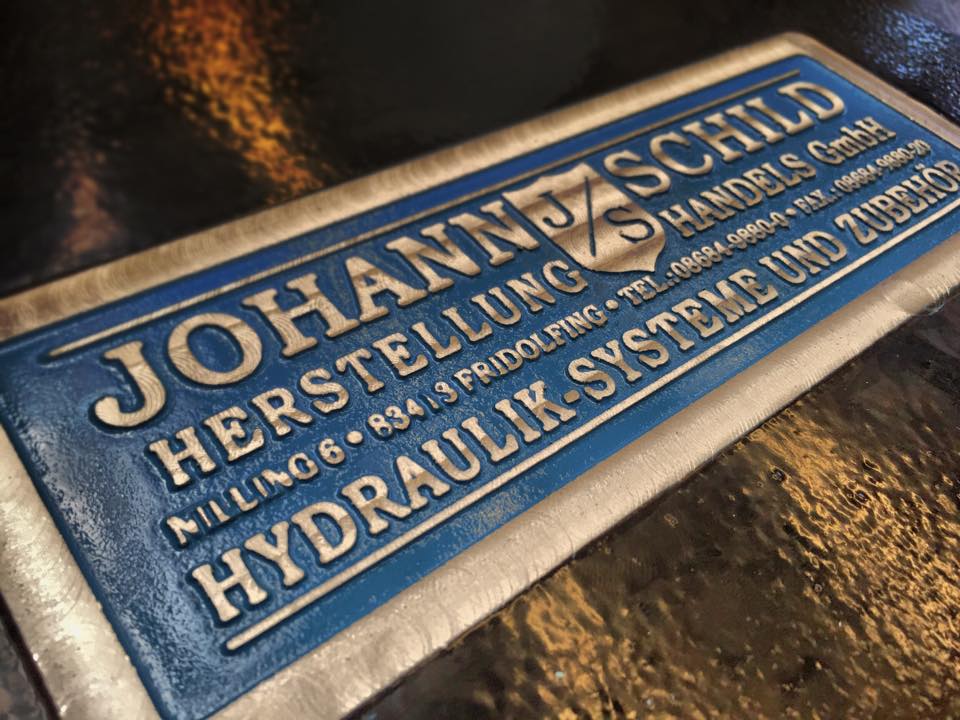 JOHANN J/S SCHILD
HERSTELLUNG HANDELS GmbH
NILLING 6 • 83413 FRIDOLFING • TEL.: 08684-9880-0 • FAX.: 08684-9880-20
HYDRAULIK-SYSTEME UND ZUBEHÖR